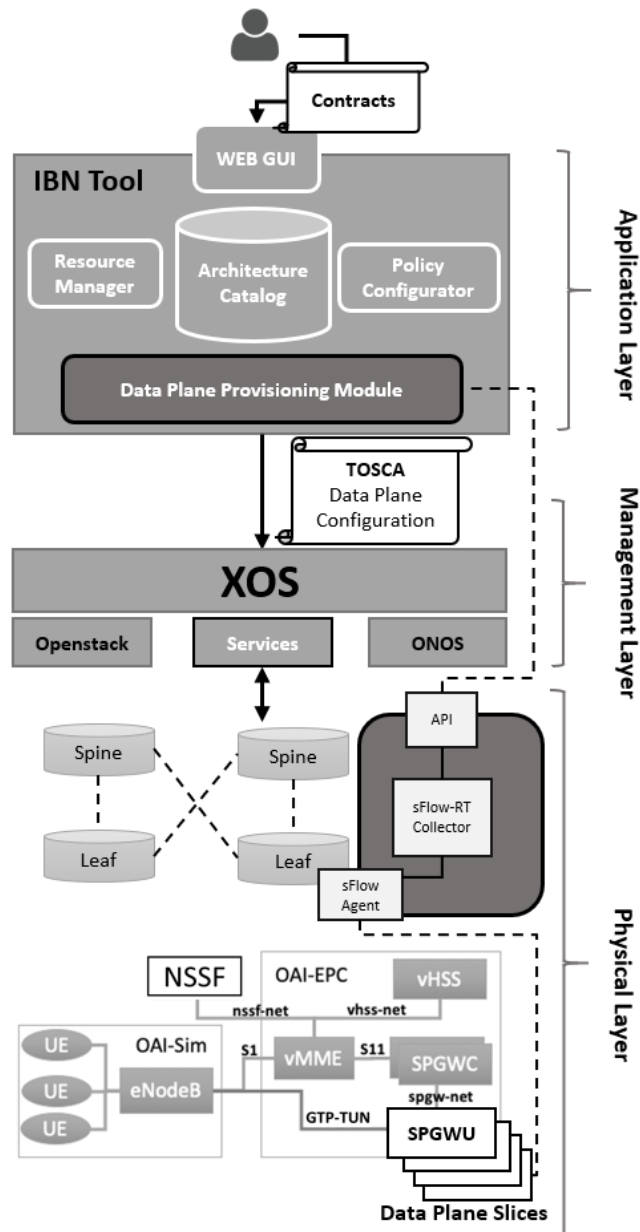 Contracts
WEB GUI
IBN Tool
Resource
Manager
Architecture
Catalog
Policy
Configurator
Data Plane Provisioning Module
Application Layer
TOSCA
Data Plane
Configuration
XOS
Openstack
Services
ONOS
Management Layer
Spine
Spine
Leaf
Leaf
API
sFlow-RT
Collector
sFlow
Agent
Physical Layer
NSSF
OAI-EPC
vHSS
nssf-net
vhss-net
OAI-Sim
UE
UE
UE
eNodeB
S1
vMME
S11
SPGWC
spgw-net
GTP-TUN
SPGWU
Data Plane Slices